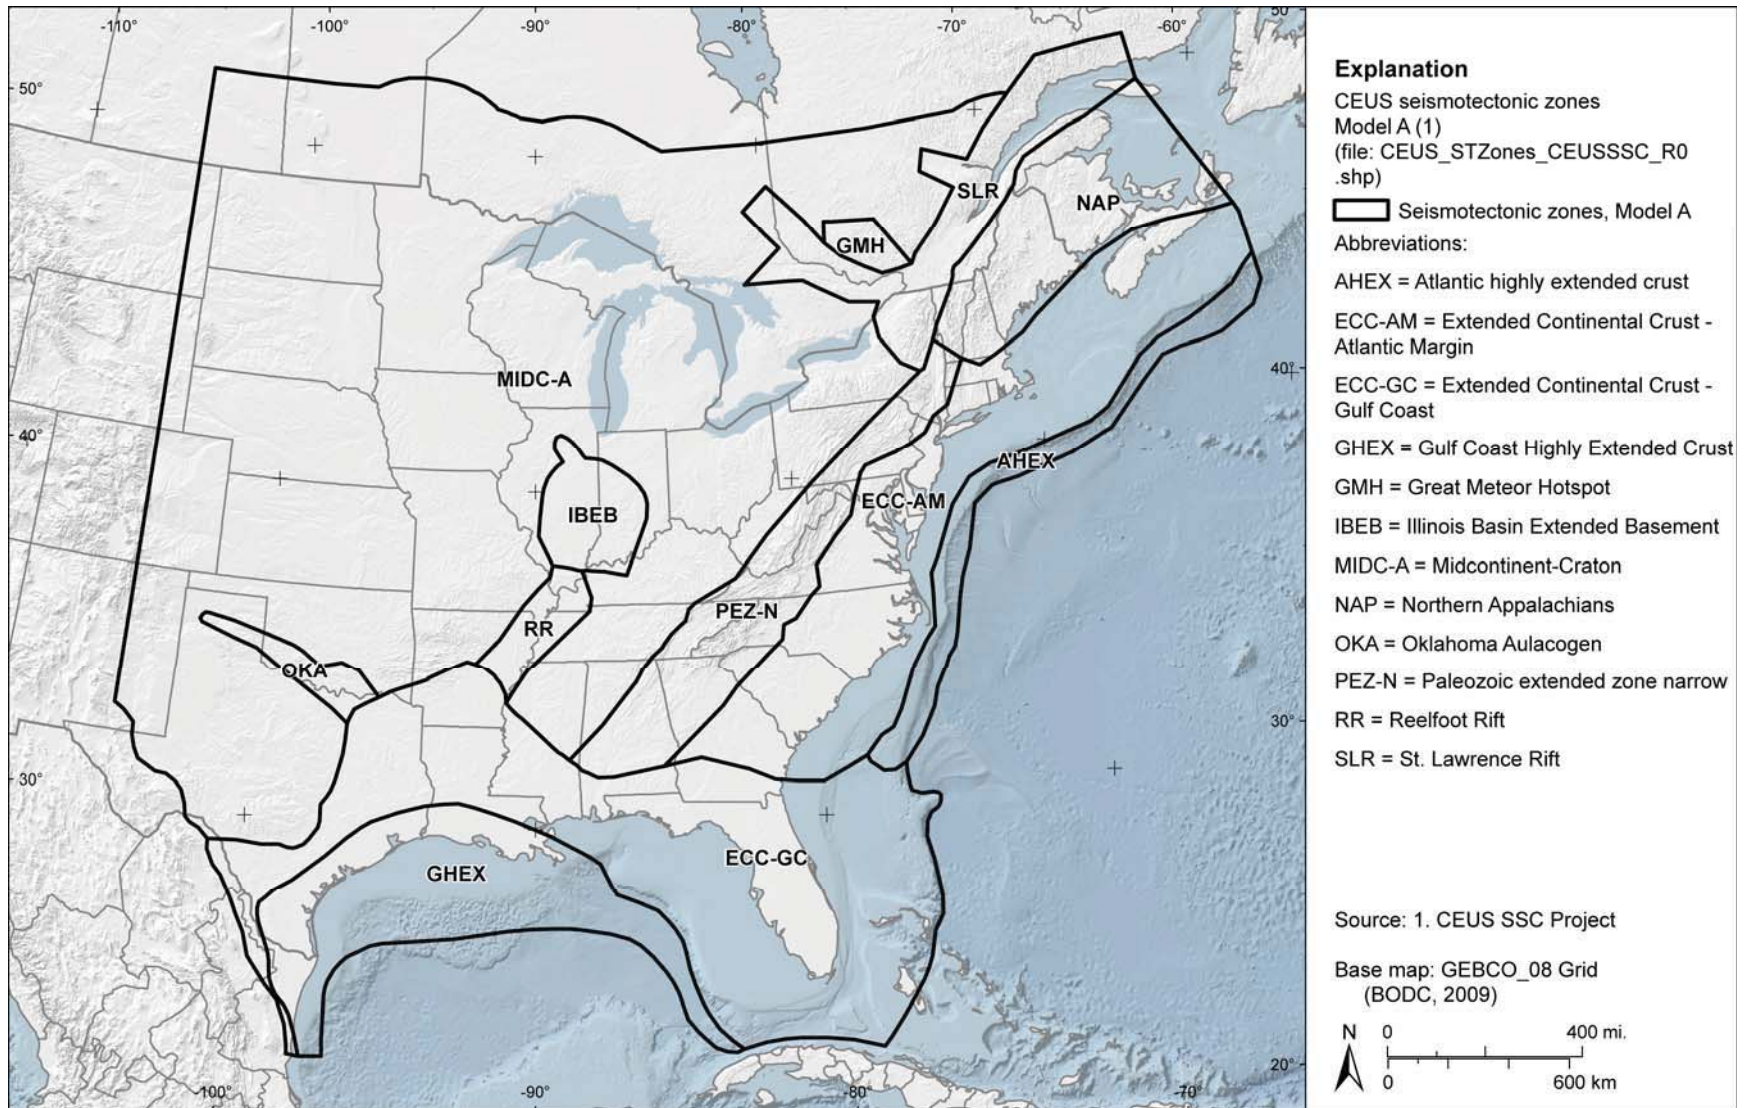 -110°
-100°
-90°
-80°
-70°
50°
-60°
50°
SLR
NAP
GMH
40°
MIDC-A
40°
AHEX
ECC-AM
IBEB
PEZ-N
RR
OKA
30°
30°
ECC-GC
GHEX
20°
-100°
-90°
-80°
-70°
Explanation
CEUS seismotectonic zones
Model A (1)
(file: CEUS_STZones_CEUSSSC_R0
.shp)
Seismotectonic zones, Model A
Abbreviations:
AHEX = Atlantic highly extended crust
ECC-AM = Extended Continental Crust -
Atlantic Margin
ECC-GC = Extended Continental Crust -
Gulf Coast
GHEX = Gulf Coast Highly Extended Crust
GMH = Great Meteor Hotspot
IBEB = Illinois Basin Extended Basement
MIDC-A = Midcontinent-Craton
NAP = Northern Appalachians
OKA = Oklahoma Aulacogen
PEZ-N = Paleozoic extended zone narrow
RR = Reelfoot Rift
SLR = St. Lawrence Rift
Source: 1. CEUS SSC Project
Base map: GEBCO_08 Grid
(BODC, 2009)
N
0 400 mi.
0 600 km